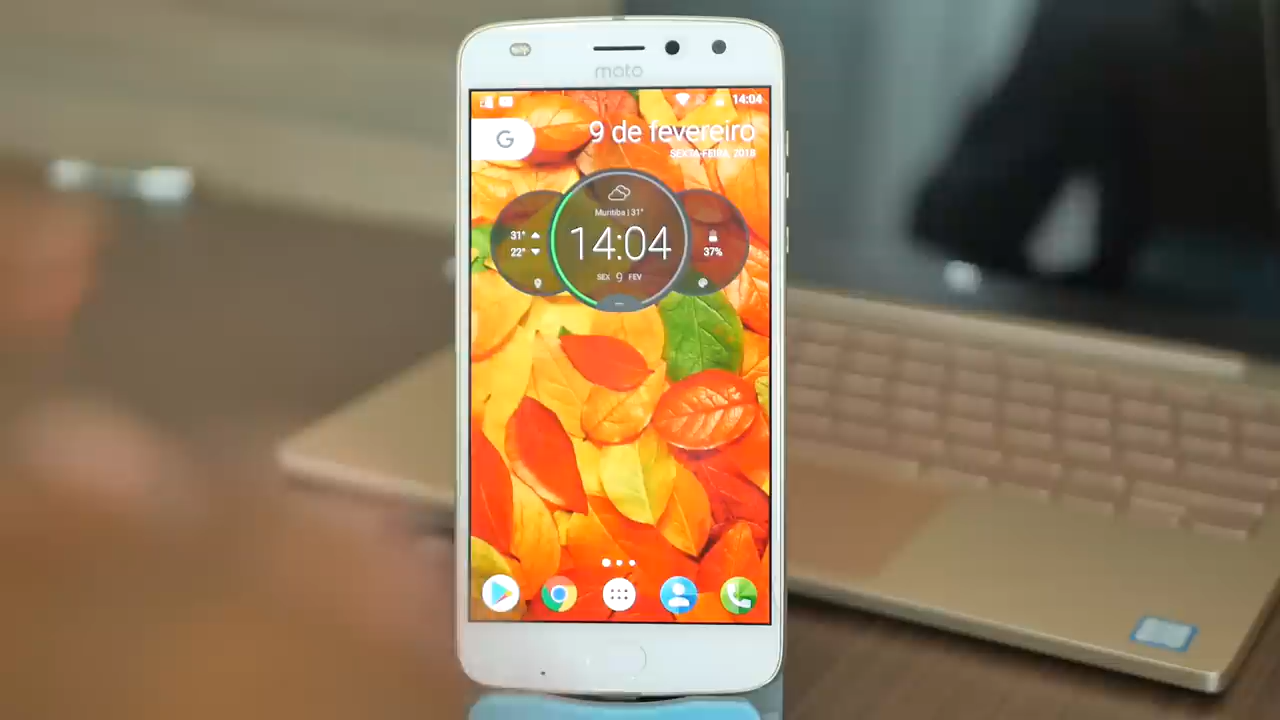 moto
14:04
G
9 de fevereiro
SEXTA-FEIRA, 2018
Muritiba | 31°
31°
22°
14:04
37%
SEX 9 FEV